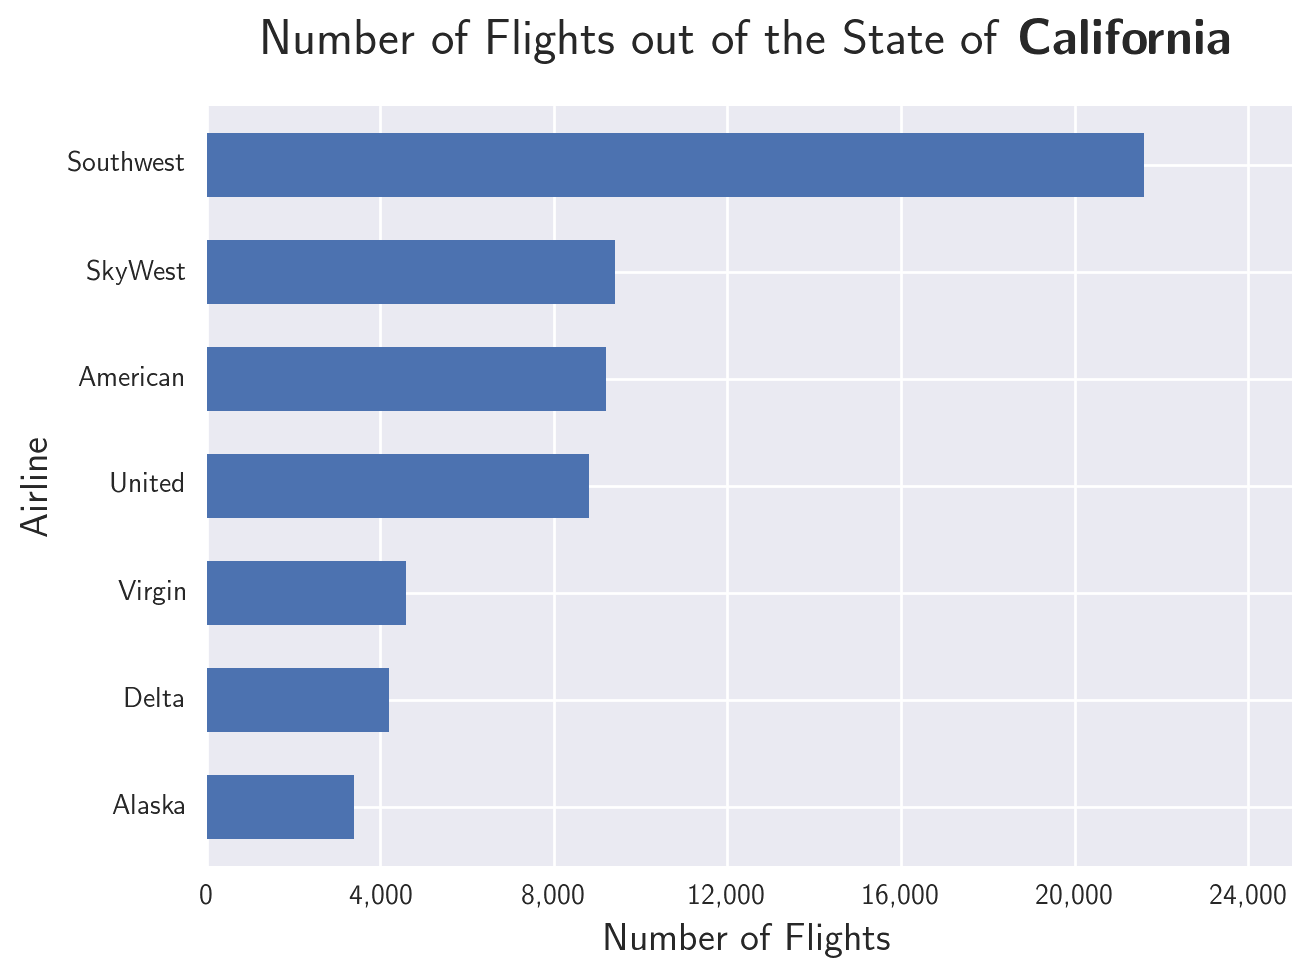 Number of Flights out of the State of California
Southwest
SkyWest
American
United
Virgin
Delta
Alaska
Airline
0 4,000 8,000 12,000 16,000 20,000 24,000
Number of Flights